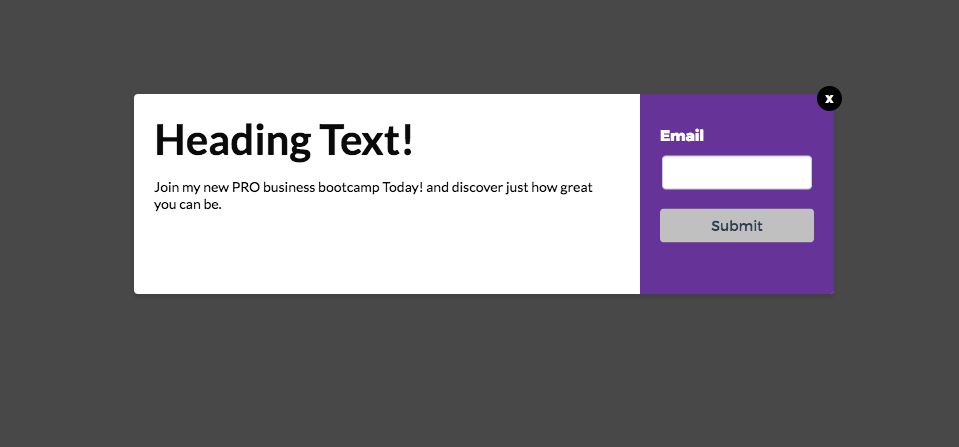 Heading Text!
Join my new PRO business bootcamp Today! and discover just how great
you can be.
x
Email
Submit